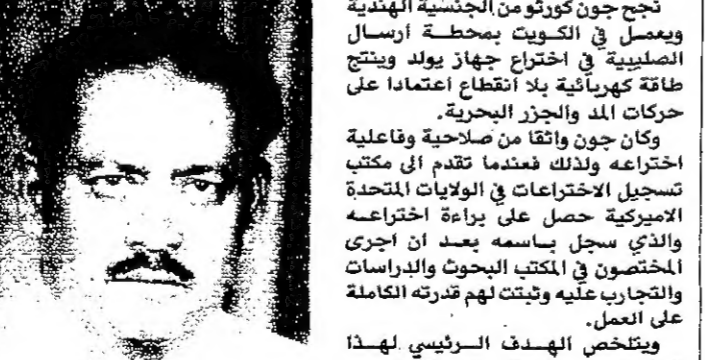 نجح جون كورثو من الجنسية الهندية
ويعمل في الكويت بمحطة أرسال
الصليبية في اختراع جهاز يولد وينتج
طاقة كهربائية بلا أنقطاع أعتمادا على
حركات المد والجزر البحرية.
وكان جون واثقا من صلاحية وفاعلية
اختراعه ولذلك فعندما تقدم الى مكتب
تسجيل الاختراعات في الولايات المتحدة
الاميركية حصل على براءة اختراعه
والذي سجل باسمه بعد ان اجرى
المختصون في المكتب البحوث والدراسات
والتجارب عليه وثبتت لهم قدرته الكاملة
على العمل.
ويتلخص الهدف الرئيسي لهذا